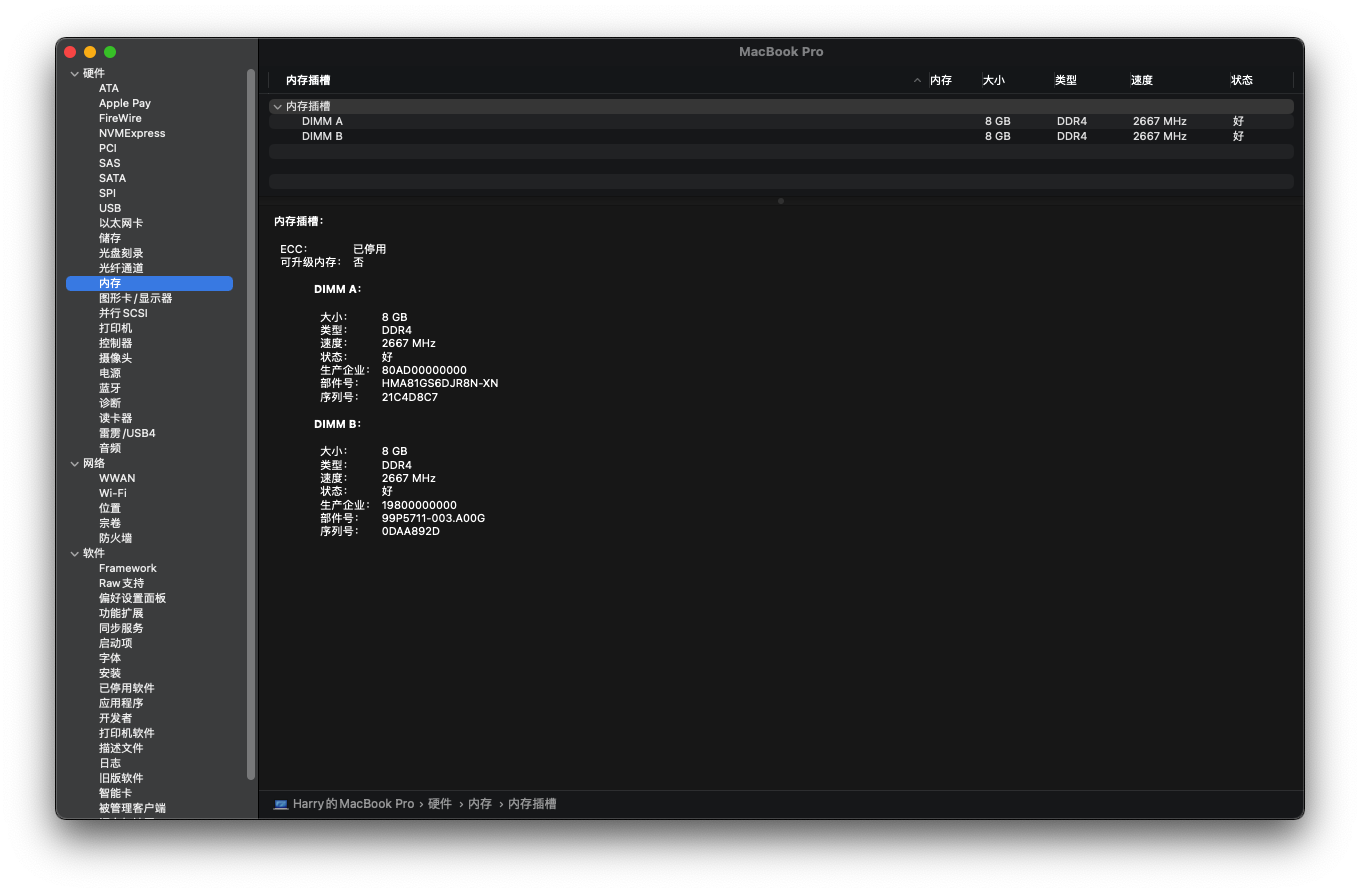 MacBook Pro
硬件
ATA
Apple Pay
FireWire
NVMExpress
PCI
SAS
SATA
SPI
USB
以太网卡
储存
光盘刻录
光纤通道
内存
图形卡/显示器
并行SCSI
打印机
控制器
摄像头
电源
蓝牙
诊断
读卡器
雷雳/USB4
音频
网络
WWAN
Wi-Fi
位置
宗卷
防火墙
软件
Framework
Raw支持
偏好设置面板
功能扩展
同步服务
启动项
字体
安装
已停用软件
应用程序
开发者
打印机软件
描述文件
日志
旧版软件
智能卡
被管理客户端
内存插槽 内存 大小 类型 速度 状态
内存插槽
DIMM A 8 GB DDR4 2667 MHz 好
DIMM B 8 GB DDR4 2667 MHz 好
内存插槽：
ECC： 已停用
可升级内存： 否
DIMM A：
大小： 8 GB
类型： DDR4
速度： 2667 MHz
状态： 好
生产企业： 80AD00000000
部件号： HMA81GS6DJR8N-XN
序列号： 21C4D8C7
DIMM B：
大小： 8 GB
类型： DDR4
速度： 2667 MHz
状态： 好
生产企业： 19800000000
部件号： 99P5711-003.A00G
序列号： 0DAA892D
Harry的MacBook Pro › 硬件 › 内存 › 内存插槽